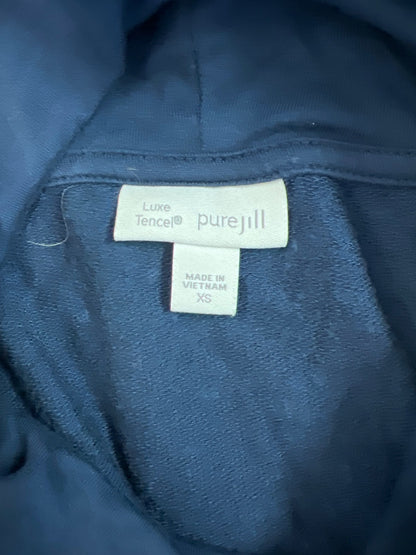 Luxe
Tencel® purejill
MADE IN
VIETNAM
XS